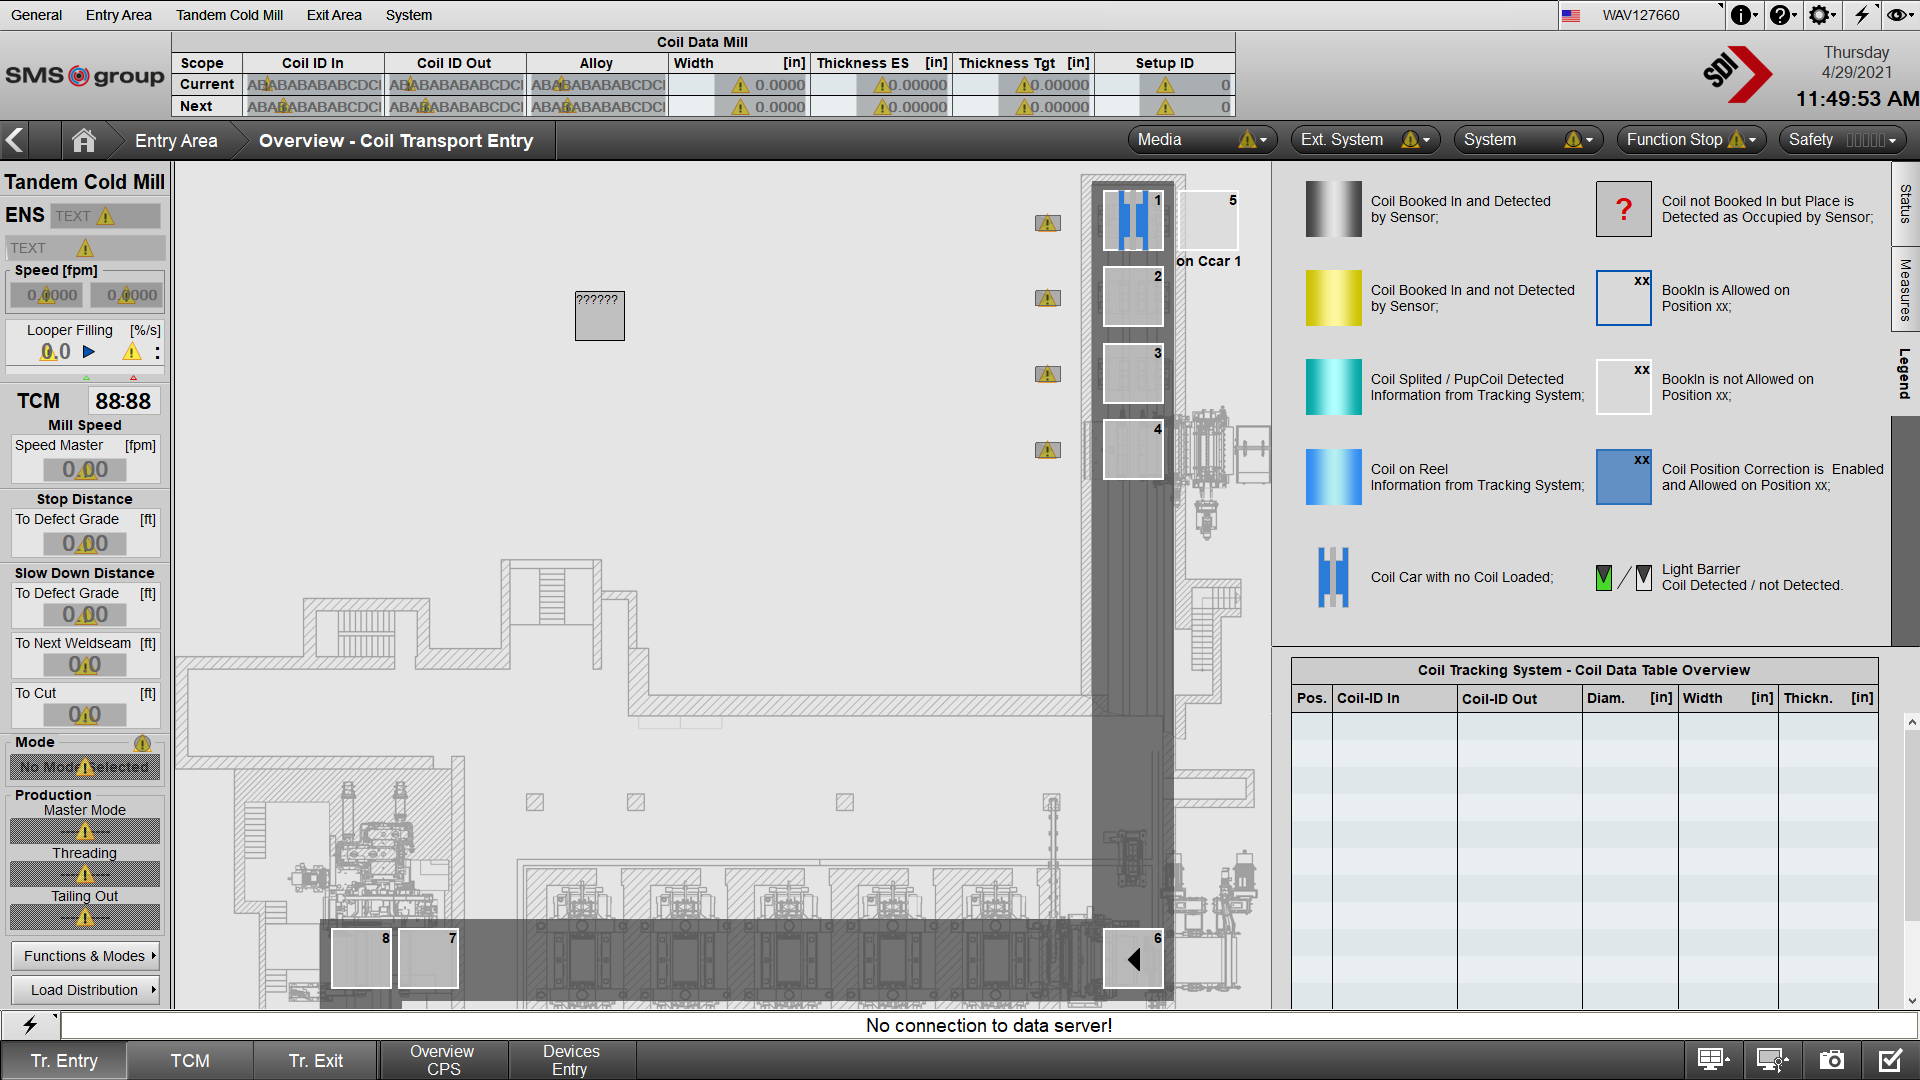 General Entry Area Tandem Cold Mill Exit Area System WAV127660
Coil Data Mill
Scope Coil ID In Coil ID Out Alloy Width [in] Thickness ES [in] Thickness Tgt [in] Setup ID
Current ABABABABABCDCI ABABABABABCDCI ABABABABABCDCI 0.0000 0.00000 0.00000 0
Next ABABABABABCDCI ABABABABABCDCI ABABABABABCDCI 0.0000 0.00000 0.00000 0
SMS group
SDI
Thursday
4/29/2021
11:49:53 AM
Entry Area Overview - Coil Transport Entry
Media Ext. System System Function Stop Safety
Tandem Cold Mill
ENS TEXT
TEXT
Speed [fpm]
0.0000 0.0000
Looper Filling [%/s]
0.0 :
TCM 88:88
Mill Speed
Speed Master [fpm]
0.00
Stop Distance
To Defect Grade [ft]
0.00
Slow Down Distance
To Defect Grade [ft]
0.00
To Next Weldseam [ft]
0.0
To Cut [ft]
0.0
Mode
No Mode Selected
Production
Master Mode
Threading
Tailing Out
Functions & Modes
Load Distribution
??????
1
5
on Ccar 1
2
3
4
8
7
6
Coil Booked In and Detected
by Sensor;
?
Coil not Booked In but Place is
Detected as Occupied by Sensor;
Coil Booked In and not Detected
by Sensor;
xx
BookIn is Allowed on
Position xx;
Coil Splited / PupCoil Detected
Information from Tracking System;
xx
BookIn is not Allowed on
Position xx;
Coil on Reel
Information from Tracking System;
xx
Coil Position Correction is Enabled
and Allowed on Position xx;
Coil Car with no Coil Loaded;
/
Light Barrier
Coil Detected / not Detected.
Status
Measures
Legend
Coil Tracking System - Coil Data Table Overview
Pos. Coil-ID In Coil-ID Out Diam. [in] Width [in] Thickn. [in]
No connection to data server!
Tr. Entry TCM Tr. Exit Overview CPS Devices Entry